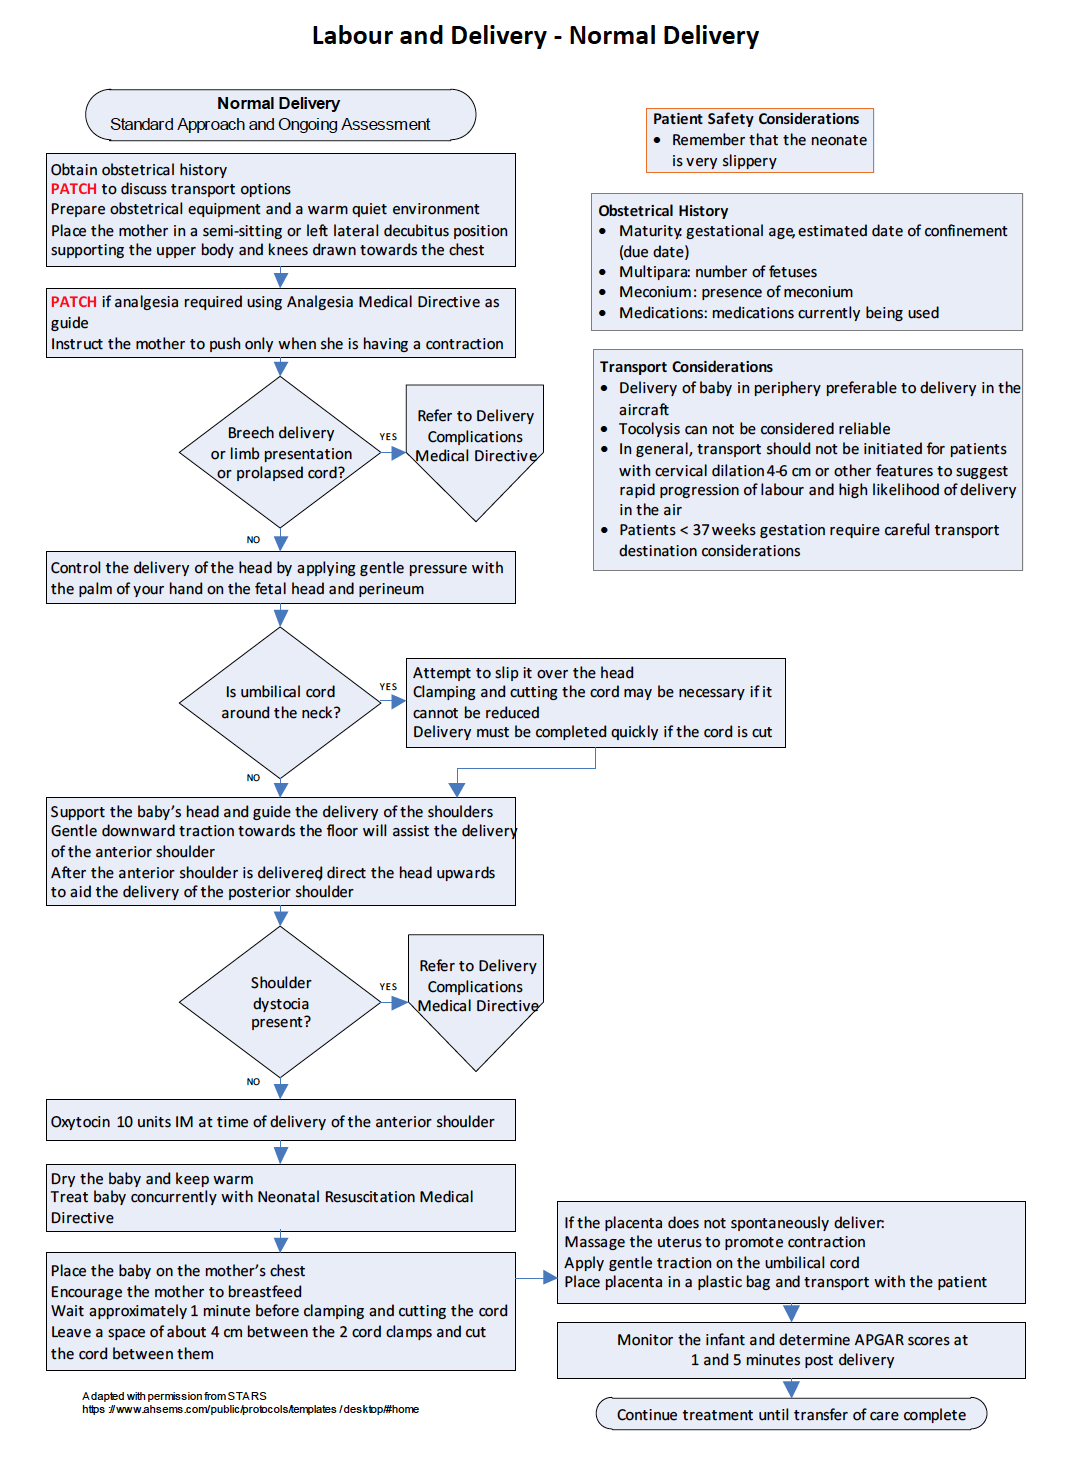 Labour and Delivery - Normal Delivery
Normal Delivery
Standard Approach and Ongoing Assessment
Obtain obstetrical history
PATCH to discuss transport options
Prepare obstetrical equipment and a warm quiet environment
Place the mother in a semi-sitting or left lateral decubitus position
supporting the upper body and knees drawn towards the chest
PATCH if analgesia required using Analgesia Medical Directive as
guide
Instruct the mother to push only when she is having a contraction
Breech delivery
or limb presentation
or prolapsed cord?
YES
Refer to Delivery
Complications
Medical Directive
NO
Control the delivery of the head by applying gentle pressure with
the palm of your hand on the fetal head and perineum
Is umbilical cord
around the neck?
YES
Attempt to slip it over the head
Clamping and cutting the cord may be necessary if it
cannot be reduced
Delivery must be completed quickly if the cord is cut
NO
Support the baby's head and guide the delivery of the shoulders
Gentle downward traction towards the floor will assist the delivery
of the anterior shoulder
After the anterior shoulder is delivered, direct the head upwards
to aid the delivery of the posterior shoulder
Shoulder
dystocia
present?
YES
Refer to Delivery
Complications
Medical Directive
NO
Oxytocin 10 units IM at time of delivery of the anterior shoulder
Dry the baby and keep warm
Treat baby concurrently with Neonatal Resuscitation Medical
Directive
Place the baby on the mother's chest
Encourage the mother to breastfeed
Wait approximately 1 minute before clamping and cutting the cord
Leave a space of about 4 cm between the 2 cord clamps and cut
the cord between them
Adapted with permission from STARS
https://www.ahsems.com/public/protocols/templates/desktop/#home
Patient Safety Considerations
• Remember that the neonate
is very slippery
Obstetrical History
• Maturity: gestational age, estimated date of confinement
(due date)
• Multipara: number of fetuses
• Meconium: presence of meconium
• Medications: medications currently being used
Transport Considerations
• Delivery of baby in periphery preferable to delivery in the
aircraft
• Tocolysis can not be considered reliable
• In general, transport should not be initiated for patients
with cervical dilation 4-6 cm or other features to suggest
rapid progression of labour and high likelihood of delivery
in the air
• Patients < 37 weeks gestation require careful transport
destination considerations
If the placenta does not spontaneously deliver:
Massage the uterus to promote contraction
Apply gentle traction on the umbilical cord
Place placenta in a plastic bag and transport with the patient
Monitor the infant and determine APGAR scores at
1 and 5 minutes post delivery
Continue treatment until transfer of care complete